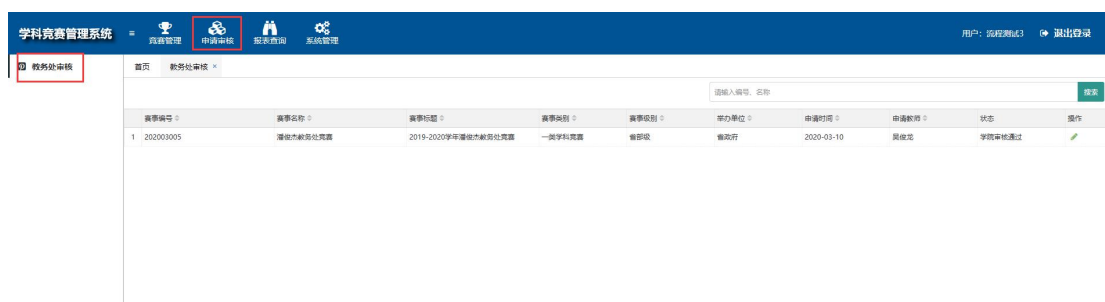 学科竞赛管理系统 竞赛管理 申请审核 报表查询 系统管理 用户：流程测试3 退出登录
教务处审核 首页 教务处审核 ×
请输入编号、名称 搜索
赛事编号 赛事名称 赛事标题 赛事类别 赛事级别 举办单位 申请时间 申请教师 状态 操作
1 202003005 潘俊杰教务处竞赛 2019-2020学年潘俊杰教务处竞赛 一类学科竞赛 省部级 省政府 2020-03-10 吴俊龙 学院审核通过